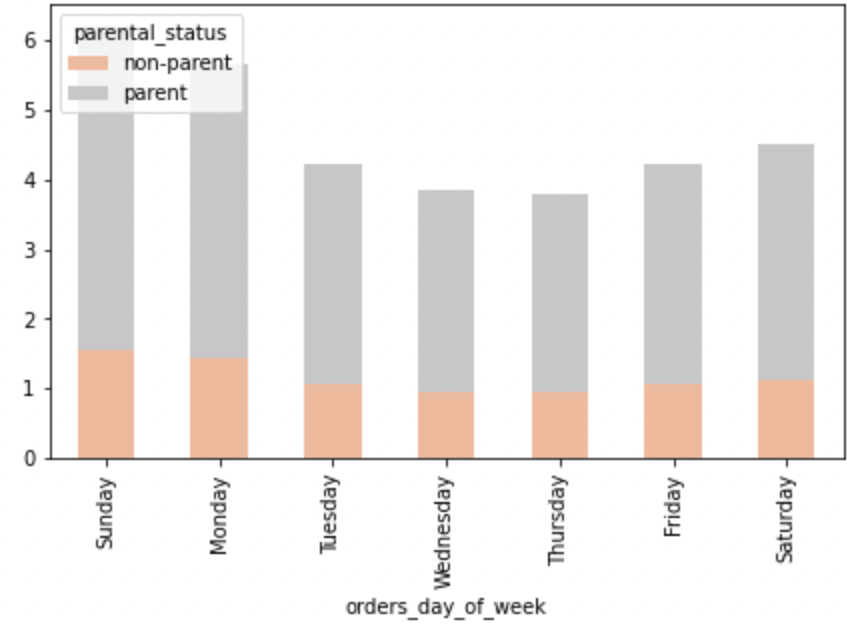 parental_status
non-parent
parent
6
5
4
3
2
1
0
Sunday
Monday
Tuesday
Wednesday
Thursday
Friday
Saturday
orders_day_of_week